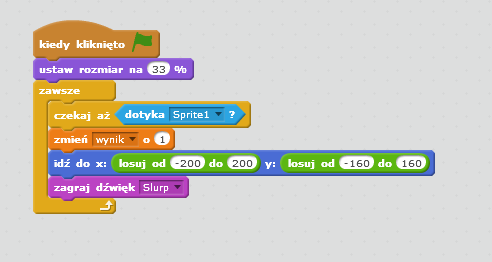 kiedy kliknięto
ustaw rozmiar na 33 %
zawsze
czekaj aż dotyka Sprite1 ?
zmień wynik o 1
idź do x: losuj od -200 do 200 y: losuj od -160 do 160
zagraj dźwięk Slurp